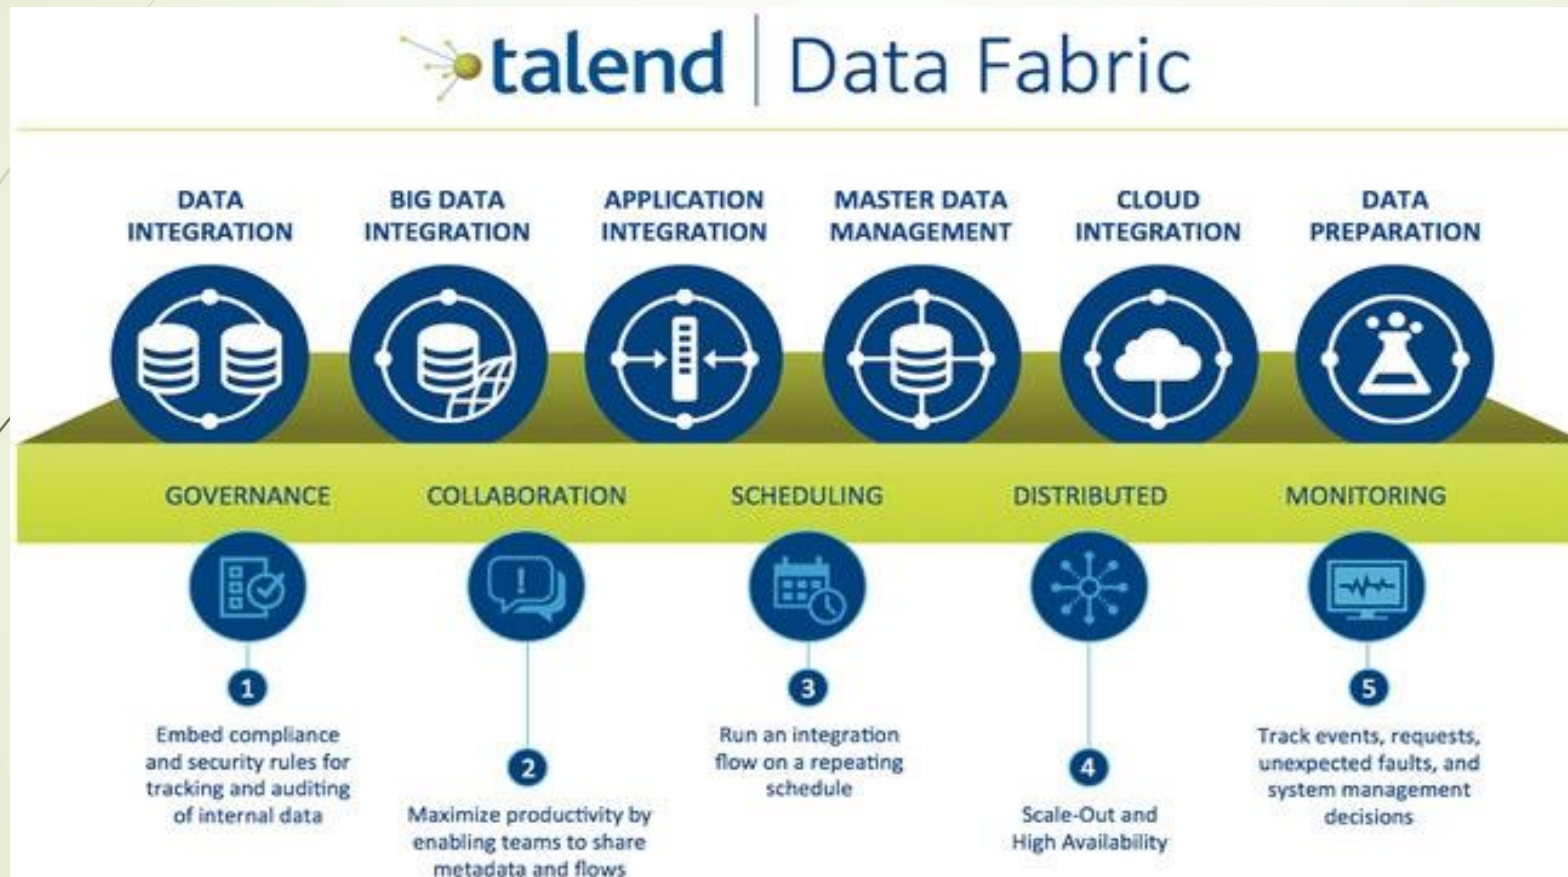 talend | Data Fabric
DATA
INTEGRATION
BIG DATA
INTEGRATION
APPLICATION
INTEGRATION
MASTER DATA
MANAGEMENT
CLOUD
INTEGRATION
DATA
PREPARATION
GOVERNANCE
COLLABORATION
SCHEDULING
DISTRIBUTED
MONITORING
1
Embed compliance
and security rules for
tracking and auditing
of internal data
2
Maximize productivity by
enabling teams to share
metadata and flows
3
Run an integration
flow on a repeating
schedule
4
Scale-Out and
High Availability
5
Track events, requests,
unexpected faults, and
system management
decisions